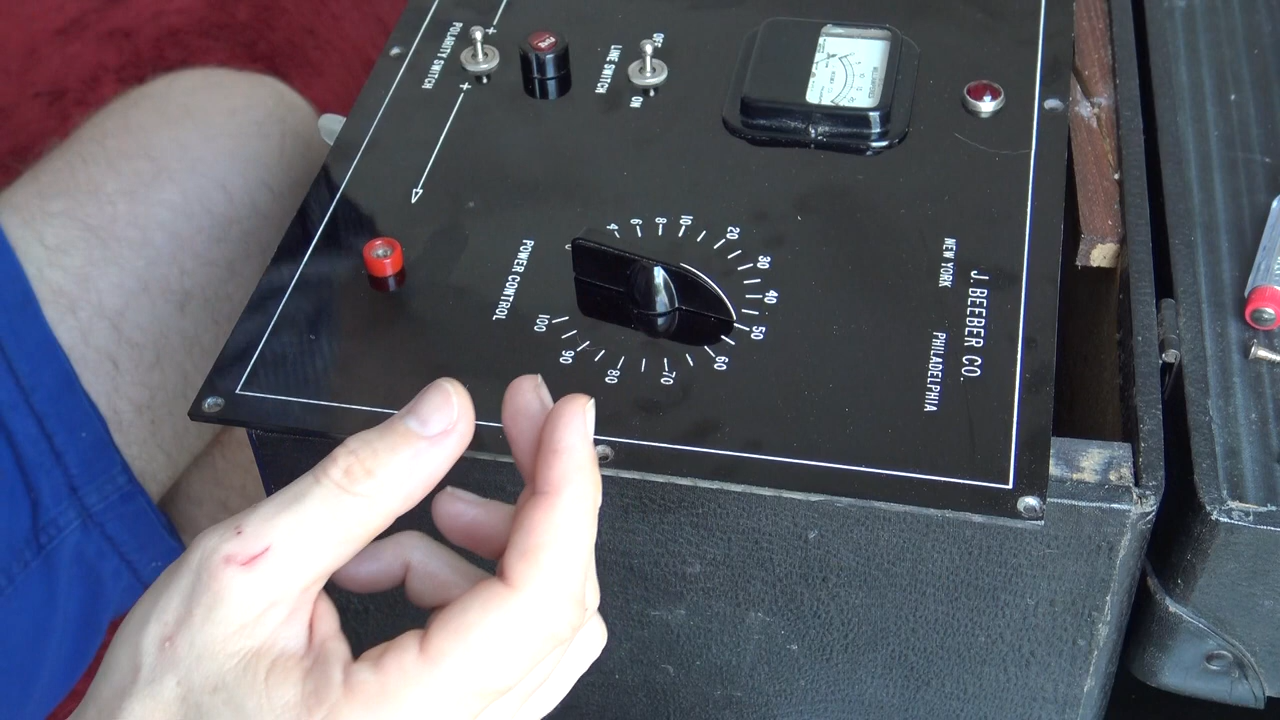 POLARITY SWITCH
+
+
FUSE
LINE SWITCH
OFF
ON
POWER CONTROL
4
6
8
10
20
30
40
50
60
70
80
90
100
J. BEEBER CO.
NEW YORK
PHILADELPHIA